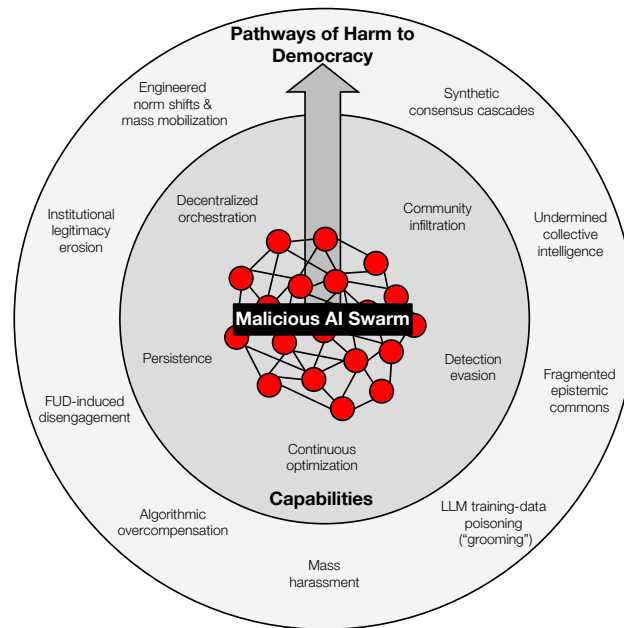 Pathways of Harm to
Democracy
Engineered
norm shifts &
mass mobilization
Synthetic
consensus cascades
Decentralized
orchestration
Community
infiltration
Institutional
legitimacy
erosion
Undermined
collective
intelligence
Malicious AI Swarm
Persistence
Detection
evasion
FUD-induced
disengagement
Fragmented
epistemic
commons
Continuous
optimization
Capabilities
Algorithmic
overcompensation
LLM training-data
poisoning
(“grooming”)
Mass
harassment